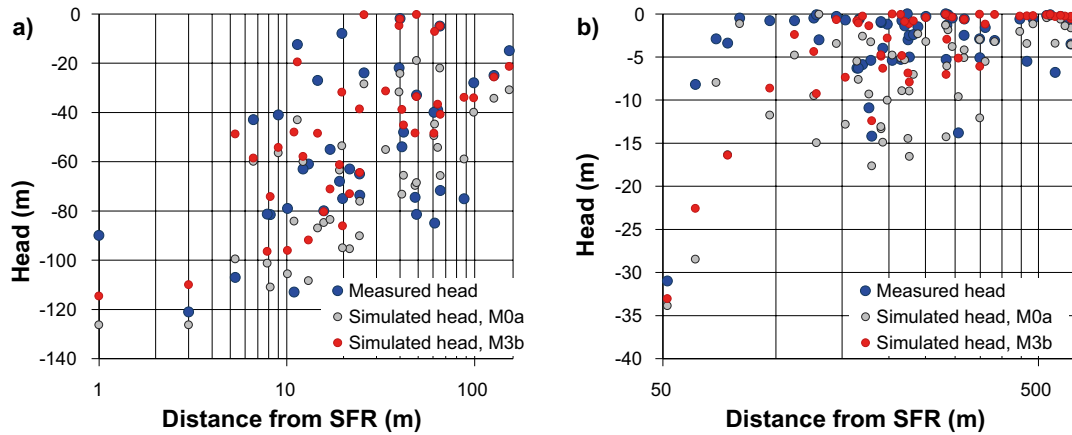 a)
Head (m)
0
-20
-40
-60
-80
-100
-120
-140
Measured head
Simulated head, M0a
Simulated head, M3b
1
10
100
Distance from SFR (m)
b)
Head (m)
0
-5
-10
-15
-20
-25
-30
-35
-40
Measured head
Simulated head, M0a
Simulated head, M3b
50
500
Distance from SFR (m)